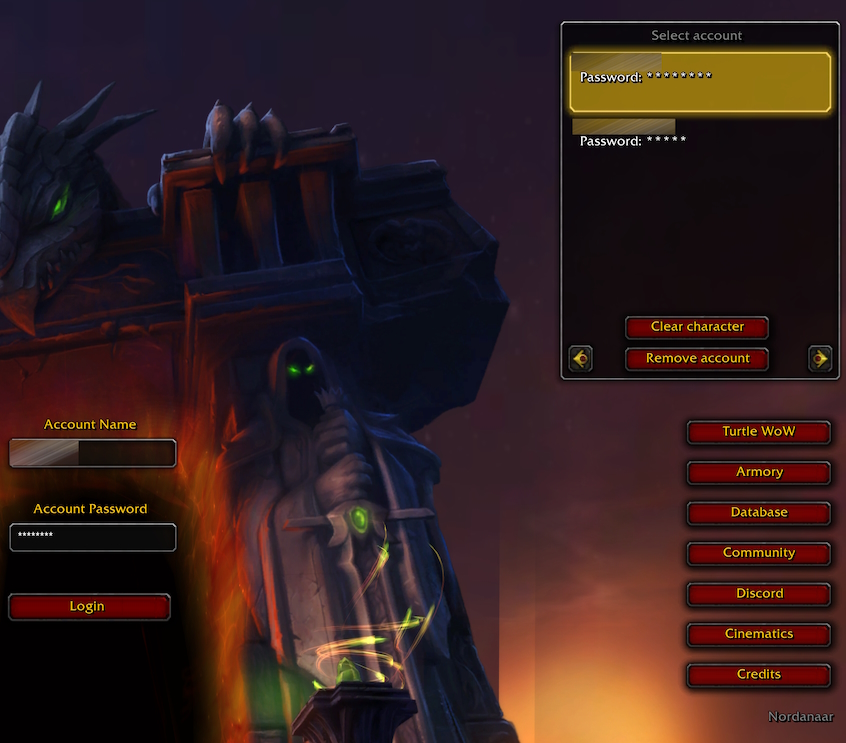 Select account
Password: ********
Password: *****
Clear character
Remove account
Account Name
Account Password
********
Login
Turtle WoW
Armory
Database
Community
Discord
Cinematics
Credits
Nordanaar